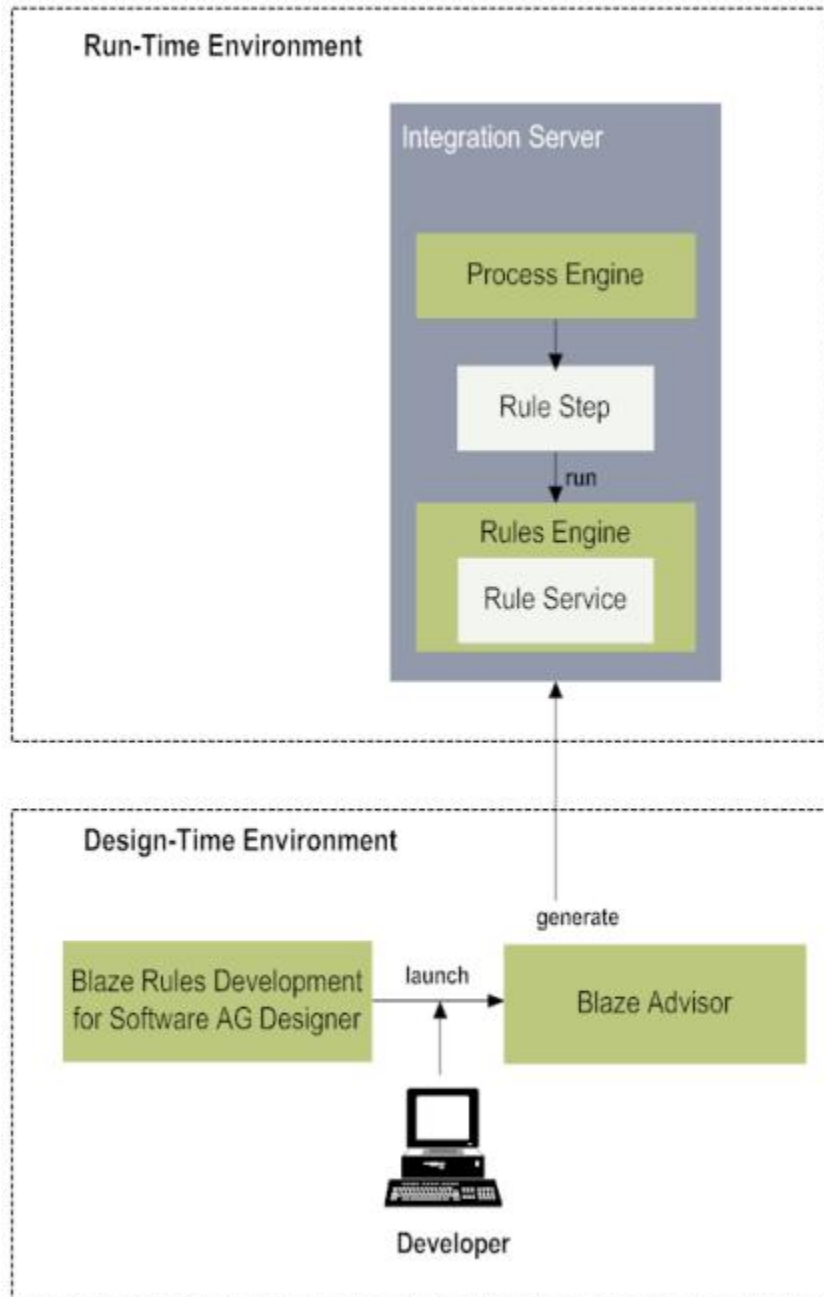 Run-Time Environment
Integration Server
Process Engine
Rule Step
run
Rules Engine
Rule Service
Design-Time Environment
generate
Blaze Rules Development
for Software AG Designer
launch
Blaze Advisor
Developer